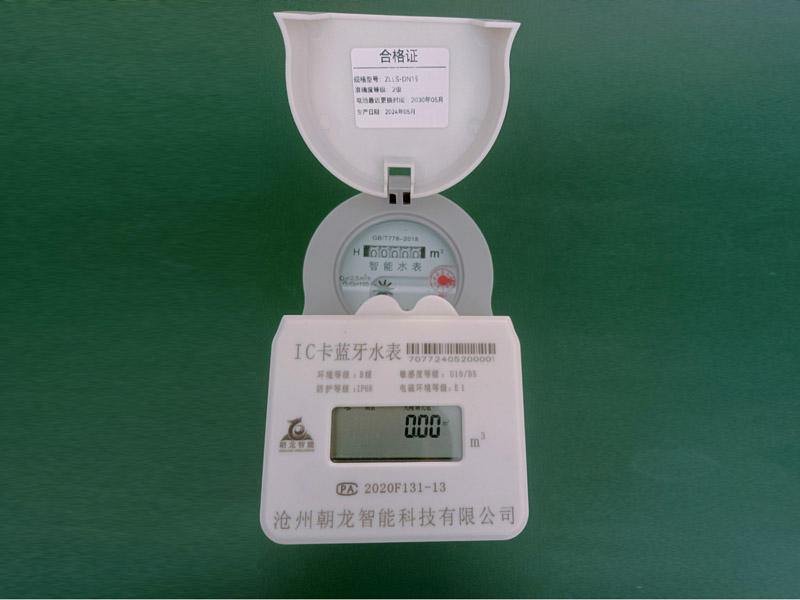 合格证
规格型号：ZLLS-DN15
准确度等级：2级
电池最迟更换时间：2030年05月
生产日期：2024年05月
GB/T778-2018
H 00000 m³
智能水表
IC卡蓝牙水表
70772405200001
环境等级：B级 敏感度等级：U10/D5
防护等级：IP68 电磁环境等级：E1
0.00 m³
朝龙智能
PA 2020F131-13
沧州朝龙智能科技有限公司